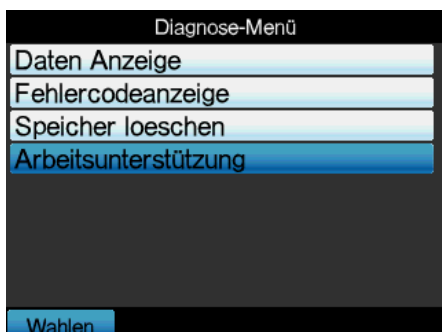 Diagnose-Menü
Daten Anzeige
Fehlercodeanzeige
Speicher loeschen
Arbeitsunterstützung
Wahlen